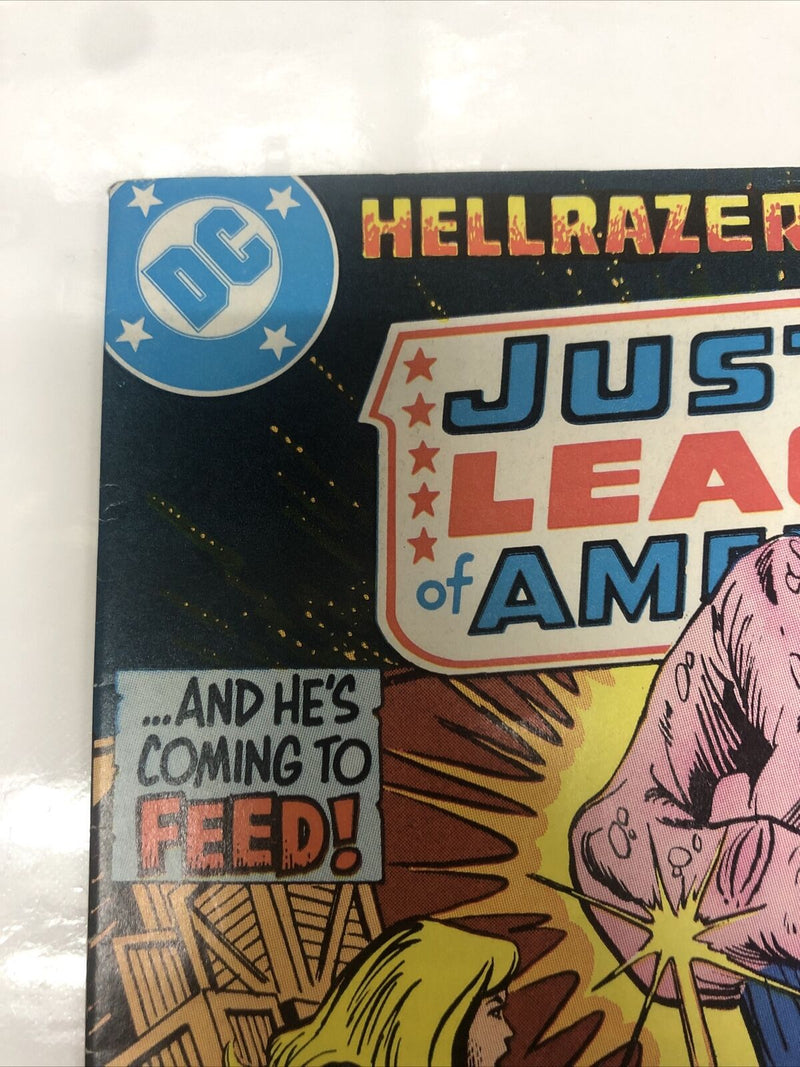 DC
HELLRAZER
JUST
LEAG
of AME
...AND HE'S
COMING TO
FEED!